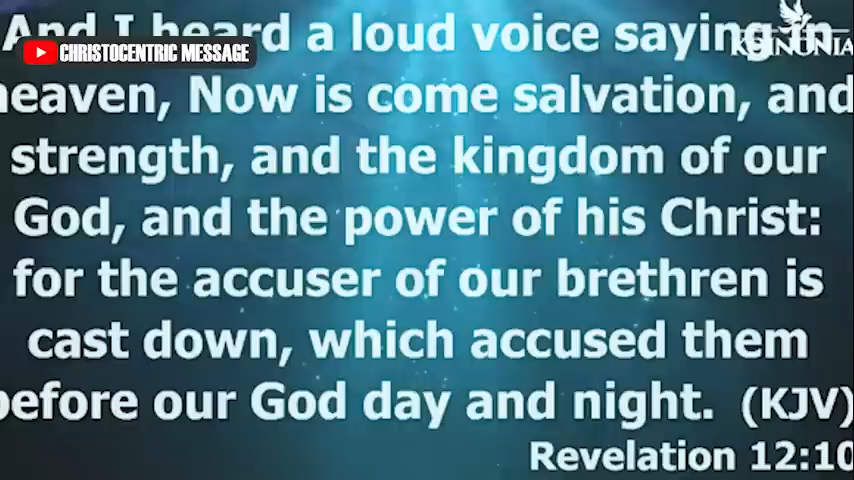 And I heard a loud voice saying in
CHRISTOCENTRIC MESSAGE
KOINONIA
heaven, Now is come salvation, and
strength, and the kingdom of our
God, and the power of his Christ:
for the accuser of our brethren is
cast down, which accused them
before our God day and night. (KJV)
Revelation 12:10